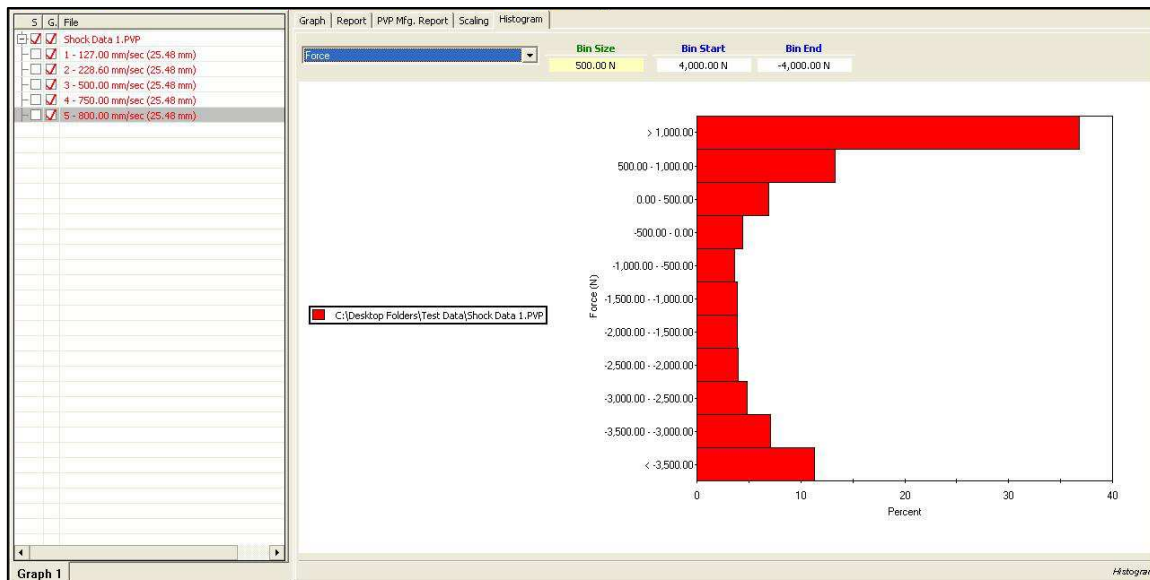 S G. File
Shock Data 1.PVP
1 - 127.00 mm/sec (25.48 mm)
2 - 228.60 mm/sec (25.48 mm)
3 - 500.00 mm/sec (25.48 mm)
4 - 750.00 mm/sec (25.48 mm)
5 - 800.00 mm/sec (25.48 mm)
Graph 1
Graph Report PVP Mfg. Report Scaling Histogram
Force
Bin Size Bin Start Bin End
500.00 N 4,000.00 N -4,000.00 N
C:\Desktop Folders\Test Data\Shock Data 1.PVP
Force (N)
> 1,000.00
500.00 - 1,000.00
0.00 - 500.00
-500.00 - 0.00
-1,000.00 - -500.00
-1,500.00 - -1,000.00
-2,000.00 - -1,500.00
-2,500.00 - -2,000.00
-3,000.00 - -2,500.00
-3,500.00 - -3,000.00
< -3,500.00
0 10 20 30 40
Percent
Histogram